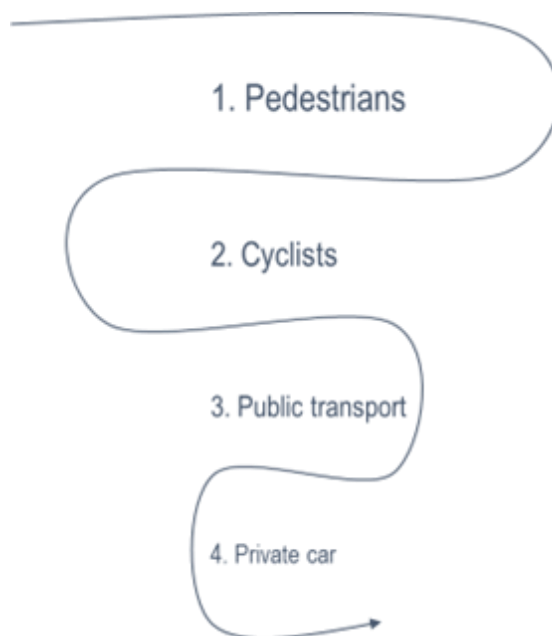 1. Pedestrians
2. Cyclists
3. Public transport
4. Private car